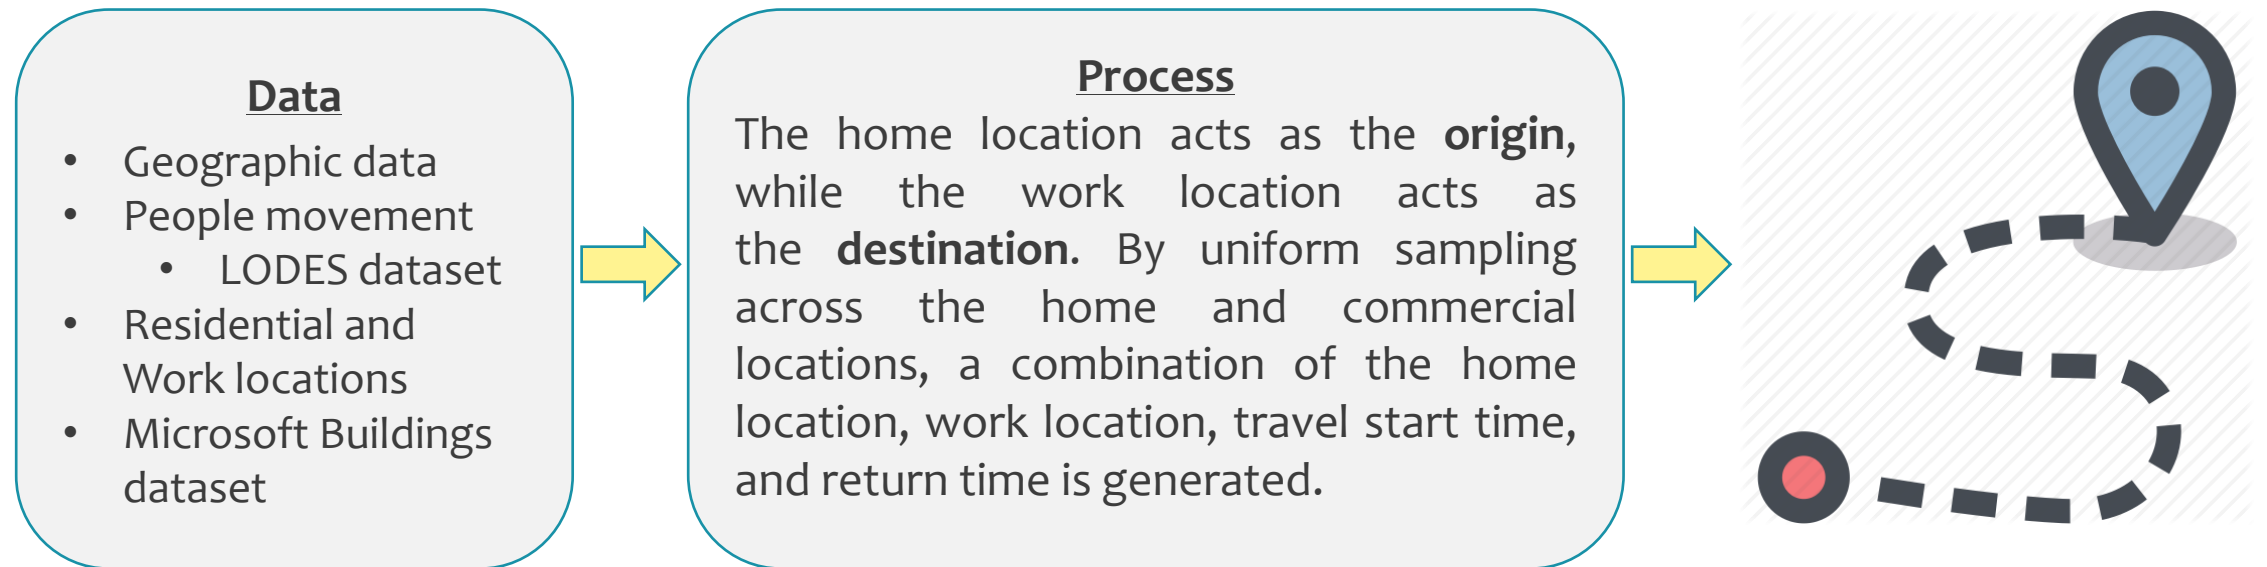 Data
• Geographic data
• People movement
• LODES dataset
• Residential and
Work locations
• Microsoft Buildings
dataset
Process
The home location acts as the origin,
while the work location acts as
the destination. By uniform sampling
across the home and commercial
locations, a combination of the home
location, work location, travel start time,
and return time is generated.